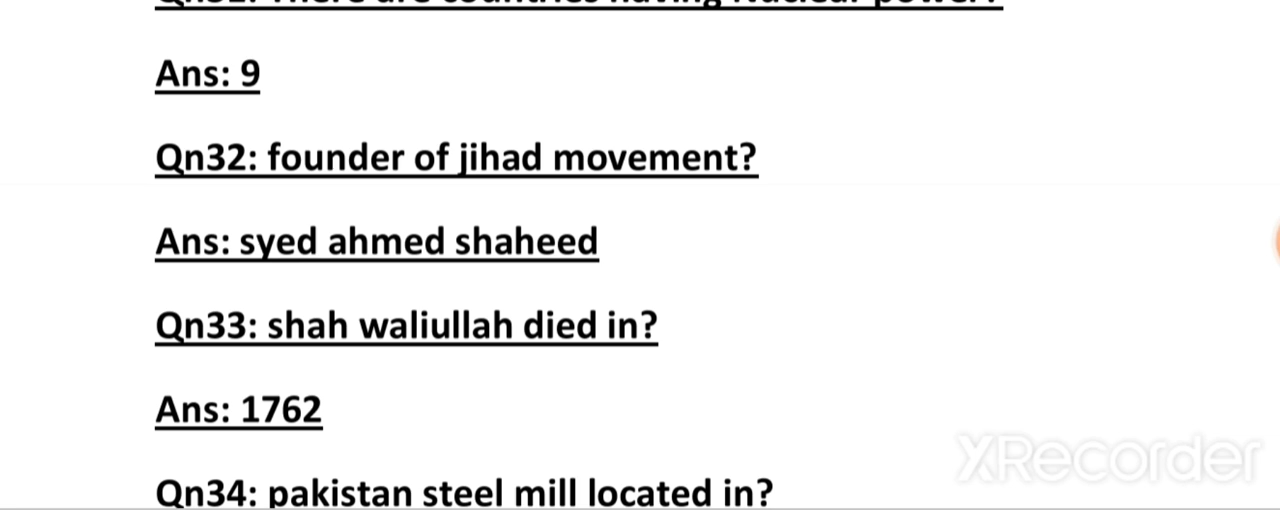 Ans: 9
Qn32: founder of jihad movement?
Ans: syed ahmed shaheed
Qn33: shah waliullah died in?
Ans: 1762
XRecorder
Qn34: pakistan steel mill located in?